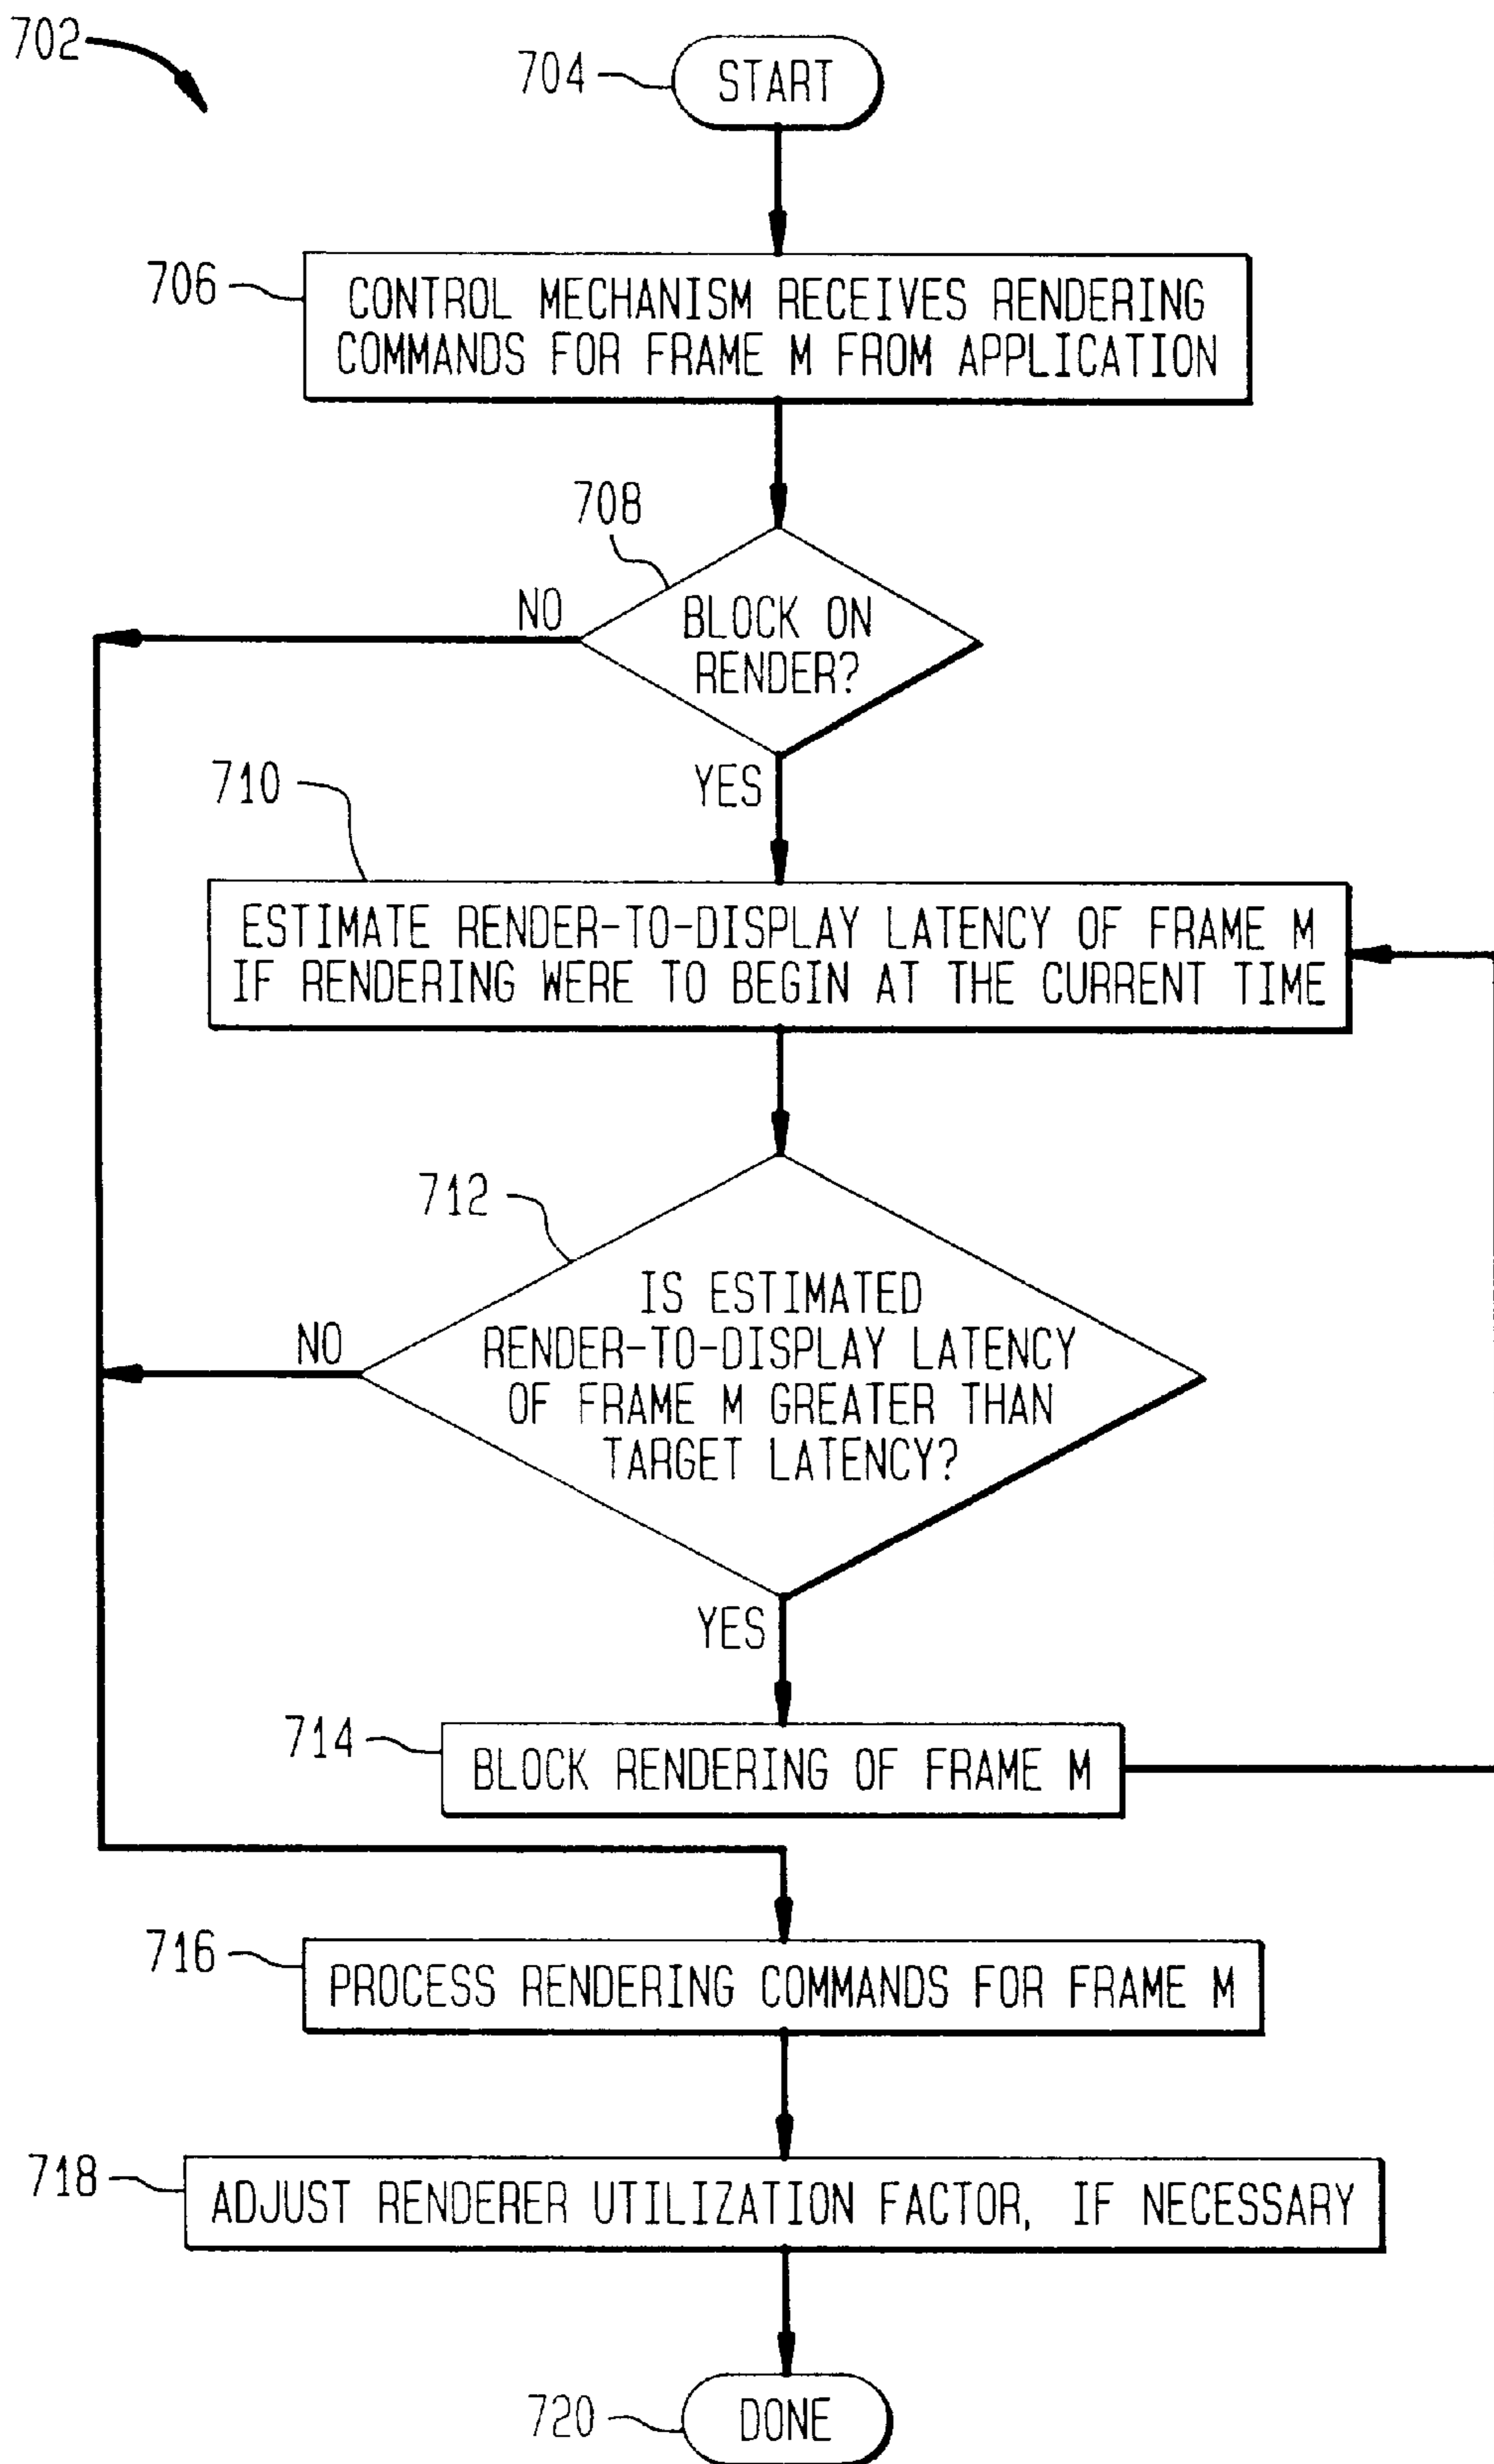 702
704
START
706
CONTROL MECHANISM RECEIVES RENDERING
COMMANDS FOR FRAME M FROM APPLICATION
708
NO
BLOCK ON
RENDER?
YES
710
ESTIMATE RENDER-TO-DISPLAY LATENCY OF FRAME M
IF RENDERING WERE TO BEGIN AT THE CURRENT TIME
712
IS ESTIMATED
NO
RENDER-TO-DISPLAY LATENCY
OF FRAME M GREATER THAN
TARGET LATENCY?
YES
714
BLOCK RENDERING OF FRAME M
716
PROCESS RENDERING COMMANDS FOR FRAME M
718
ADJUST RENDERER UTILIZATION FACTOR, IF NECESSARY
720
DONE